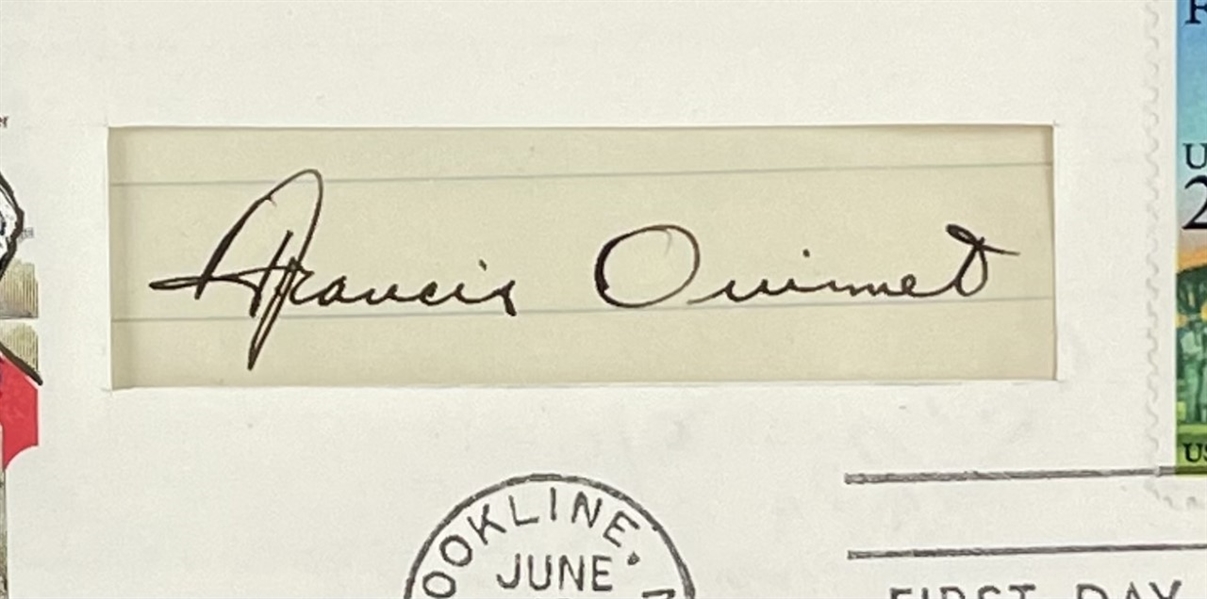 Francis Ouimet
OOKLINE
JUNE
FIRST DAY